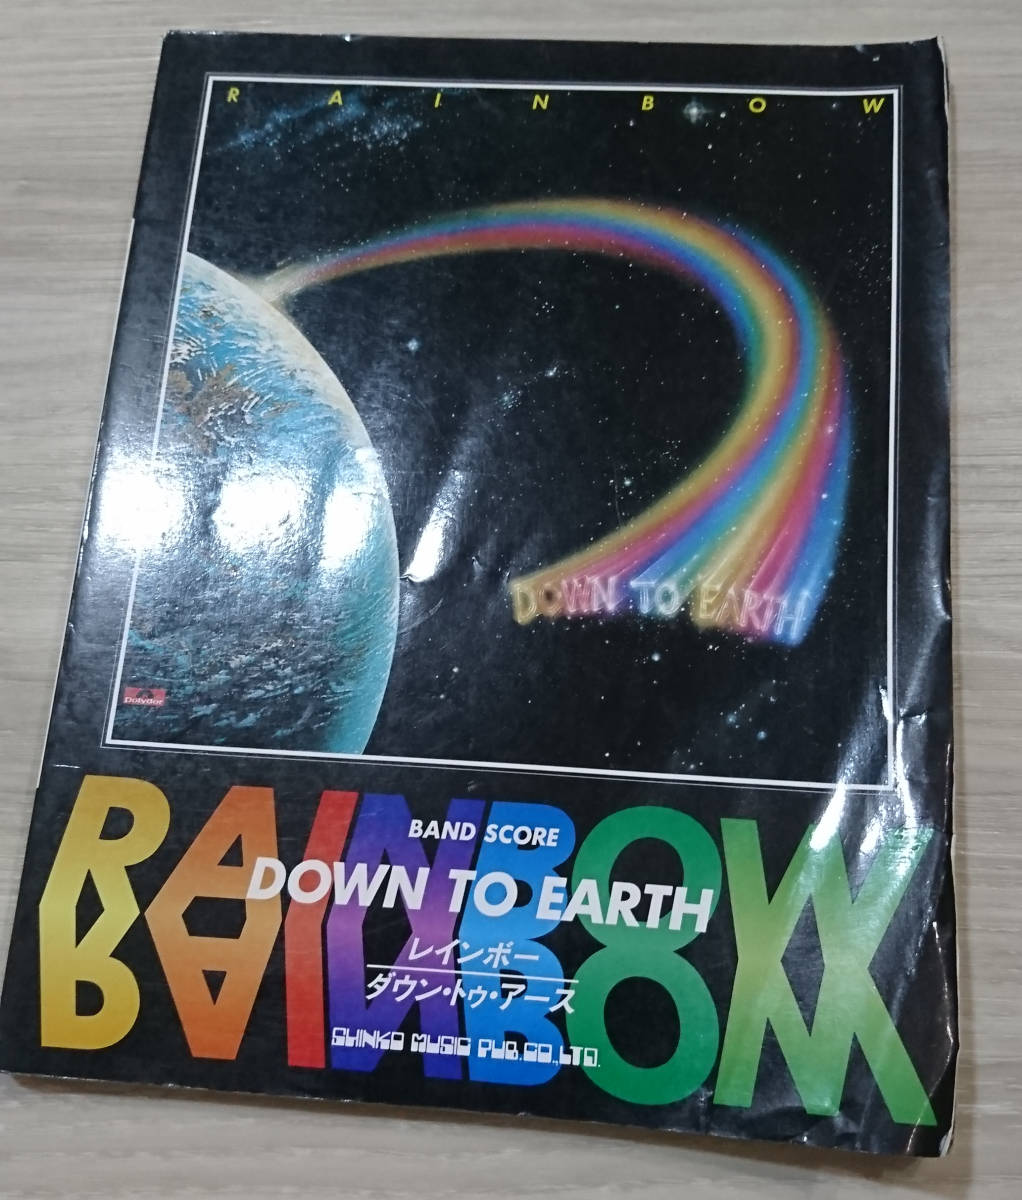 RAINBOW
DOWN TO EARTH
Polydor
RAINBOW
BAND SCORE
DOWN TO EARTH
レインボー
ダウン・トゥ・アース
SHINKO MUSIC PUB.CO.,LTD.